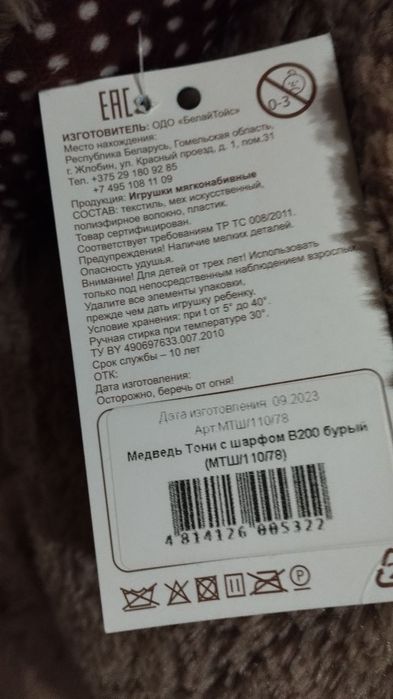 EAC
0-3
ИЗГОТОВИТЕЛЬ: ОДО «БелайТойс»
Место нахождения:
Республика Беларусь, Гомельская область,
г. Жлобин, ул. Красный проезд, д. 1, пом.31
Тел. +375 29 180 92 85
+7 495 108 11 09
Продукция: Игрушки мягконабивные
СОСТАВ: текстиль, мех искусственный,
полиэфирное волокно, пластик.
Товар сертифицирован.
Соответствует требованиям ТР ТС 008/2011.
Предупреждения! Наличие мелких деталей.
Опасность удушья.
Внимание! Для детей от трех лет! Использовать
только под непосредственным наблюдением взрослых.
Удалите все элементы упаковки,
прежде чем дать игрушку ребенку.
Условие хранения: при t от 5° до 40°.
Ручная стирка при температуре 30°.
ТУ BY 490697633.007.2010
Срок службы – 10 лет
ОТК:
Дата изготовления:
Осторожно, беречь от огня!
Дата изготовления: 09.2023
Арт.МТШ/110/78
Медведь Тони с шарфом В200 бурый
(МТШ/110/78)
4 814126 005322
P